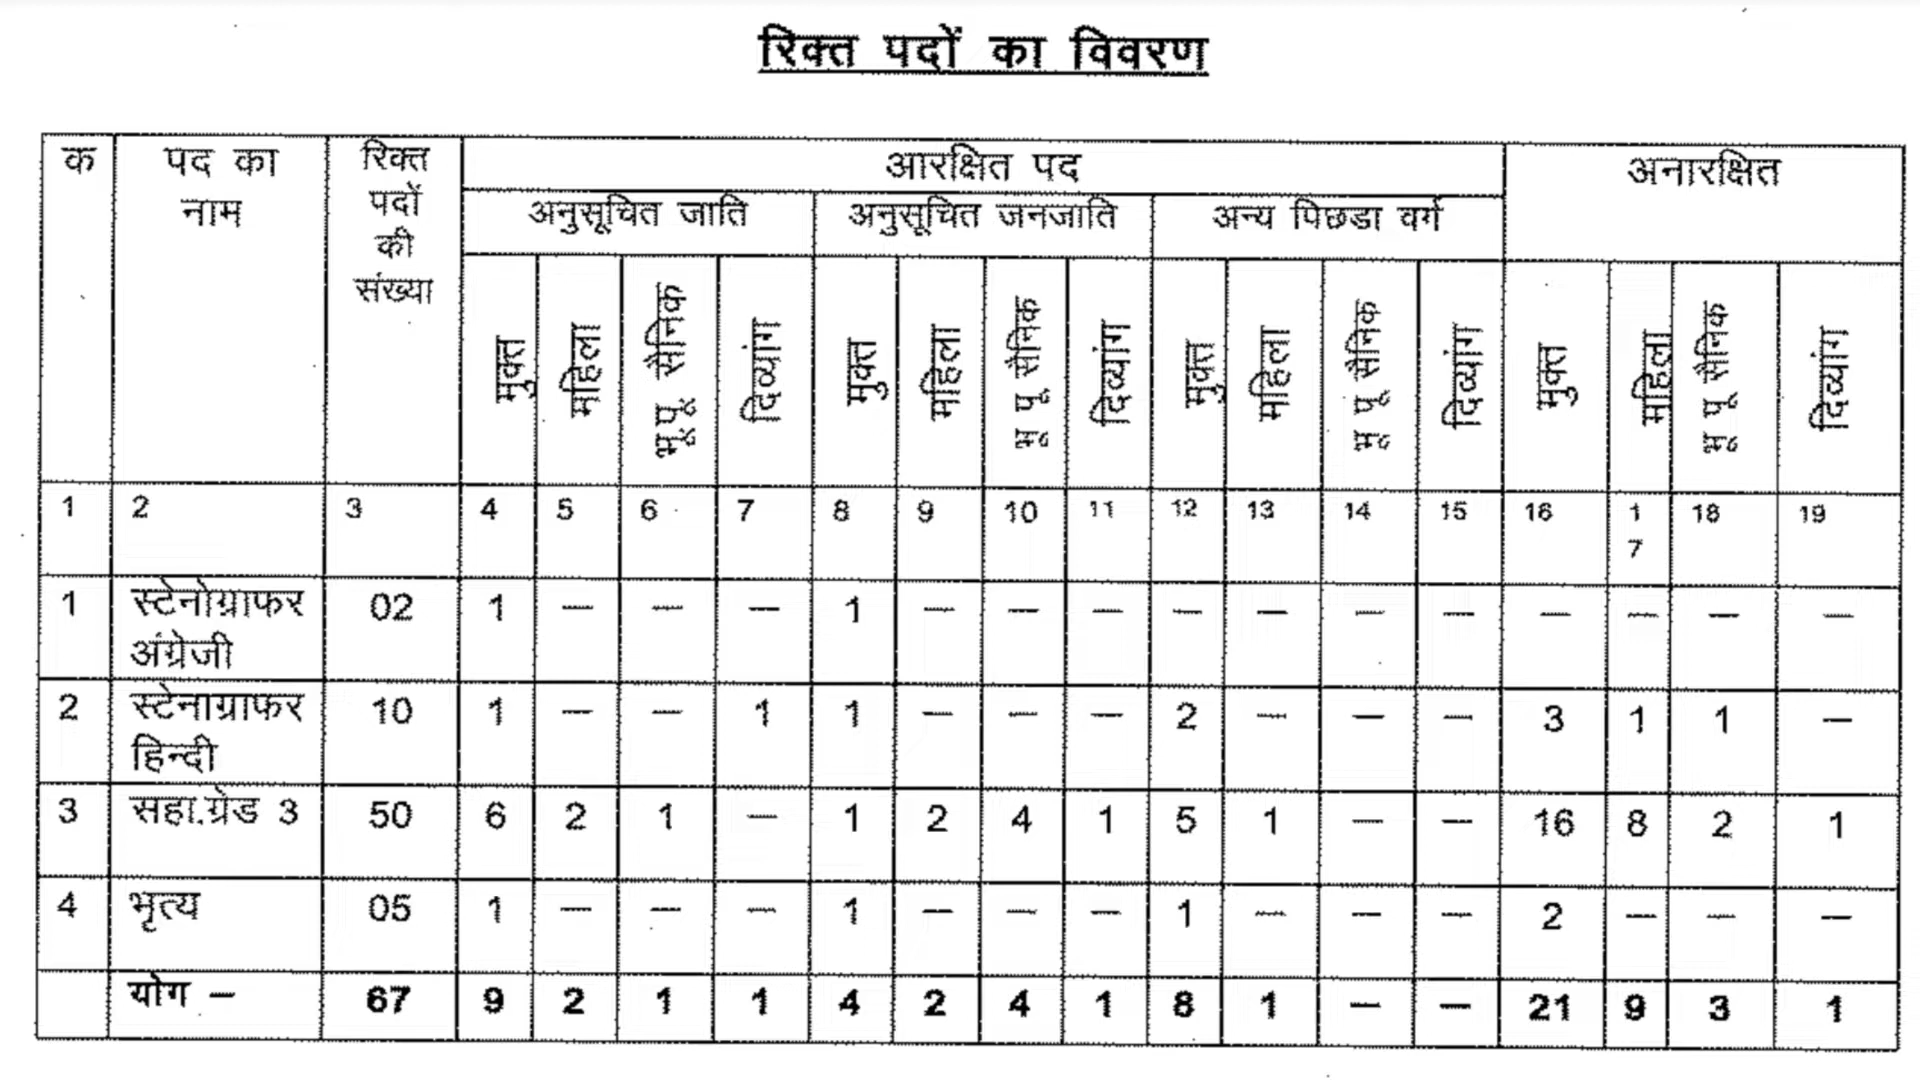 रिक्त पदों का विवरण
क पद का नाम रिक्त पदों की संख्या आरक्षित पद अनारक्षित
अनुसूचित जाति अनुसूचित जनजाति अन्य पिछडा वर्ग
मुक्त महिला भू.पू. सैनिक दिव्यांग मुक्त महिला भू पू सैनिक दिव्यांग मुक्त महिला भू पू सैनिक दिव्यांग मुक्त महिला भू पू सैनिक दिव्यांग
1 2 3 4 5 6 7 8 9 10 11 12 13 14 15 16 17 18 19
1 स्टेनोग्राफर अंग्रेजी 02 1 — — — 1 — — — — — — — — — — —
2 स्टेनाग्राफर हिन्दी 10 1 — — 1 1 — — — 2 — — — 3 1 1 —
3 सहा.ग्रेड 3 50 6 2 1 — 1 2 4 1 5 1 — — 16 8 2 1
4 भृत्य 05 1 — — — 1 — — — 1 — — — 2 — — —
योग – 67 9 2 1 1 4 2 4 1 8 1 — — 21 9 3 1